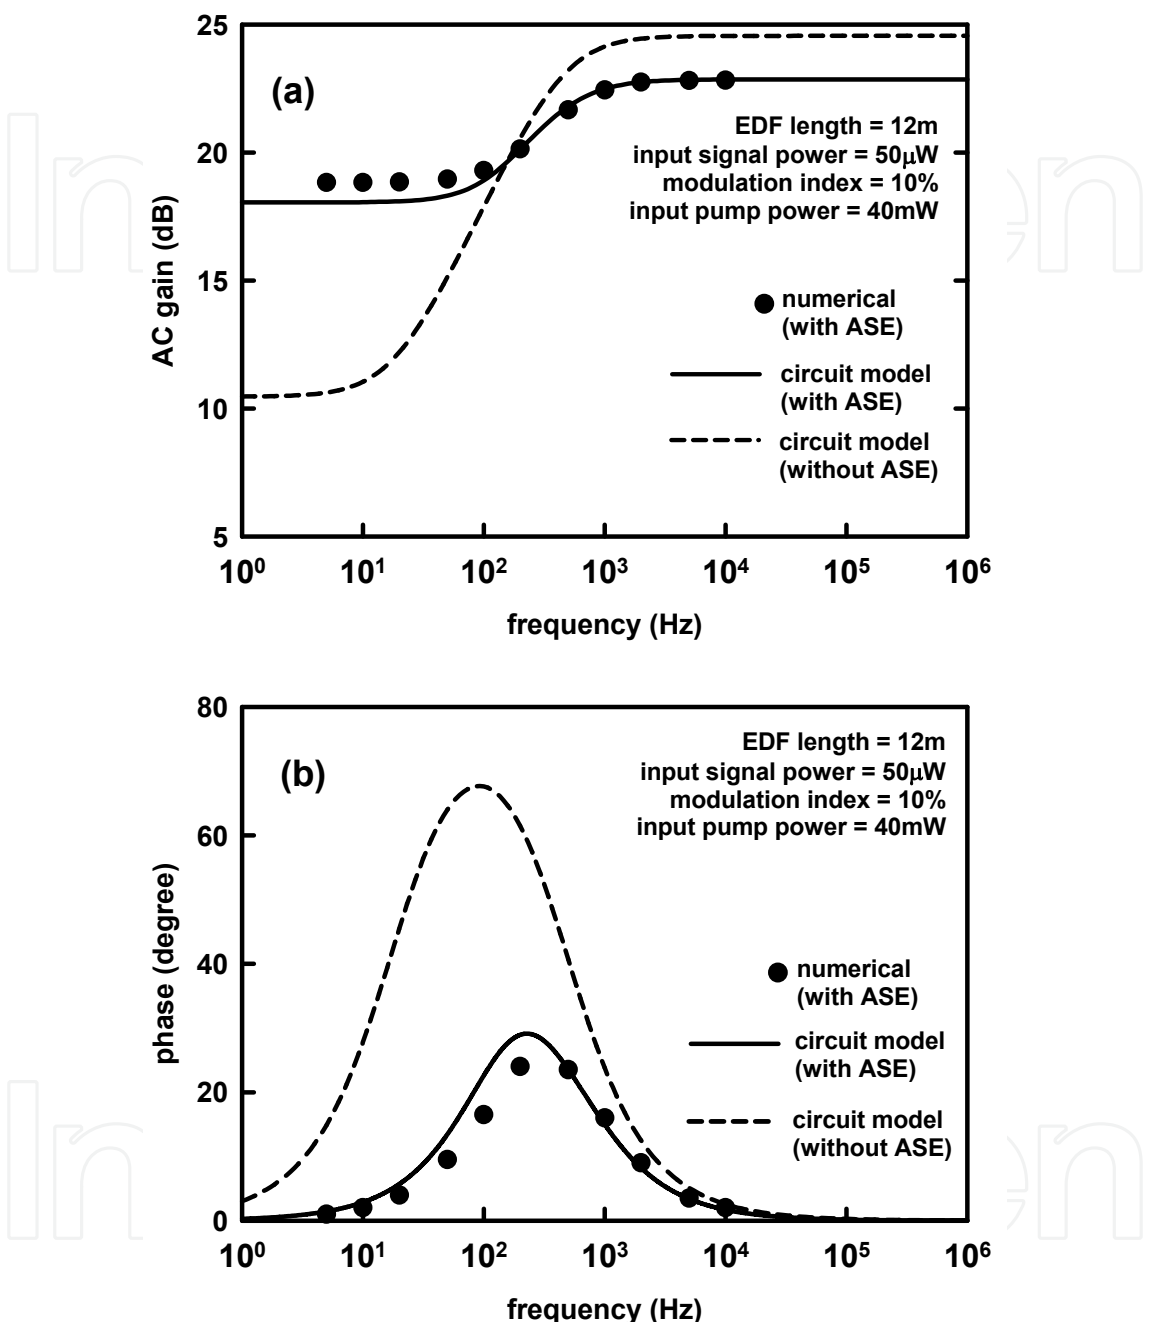 25
20
15
10
5
AC gain (dB)
(a)
EDF length = 12m
input signal power = 50μW
modulation index = 10%
input pump power = 40mW
numerical
(with ASE)
circuit model
(with ASE)
circuit model
(without ASE)
10⁰ 10¹ 10² 10³ 10⁴ 10⁵ 10⁶
frequency (Hz)
80
60
40
20
0
phase (degree)
(b)
EDF length = 12m
input signal power = 50μW
modulation index = 10%
input pump power = 40mW
numerical
(with ASE)
circuit model
(with ASE)
circuit model
(without ASE)
10⁰ 10¹ 10² 10³ 10⁴ 10⁵ 10⁶
frequency (Hz)